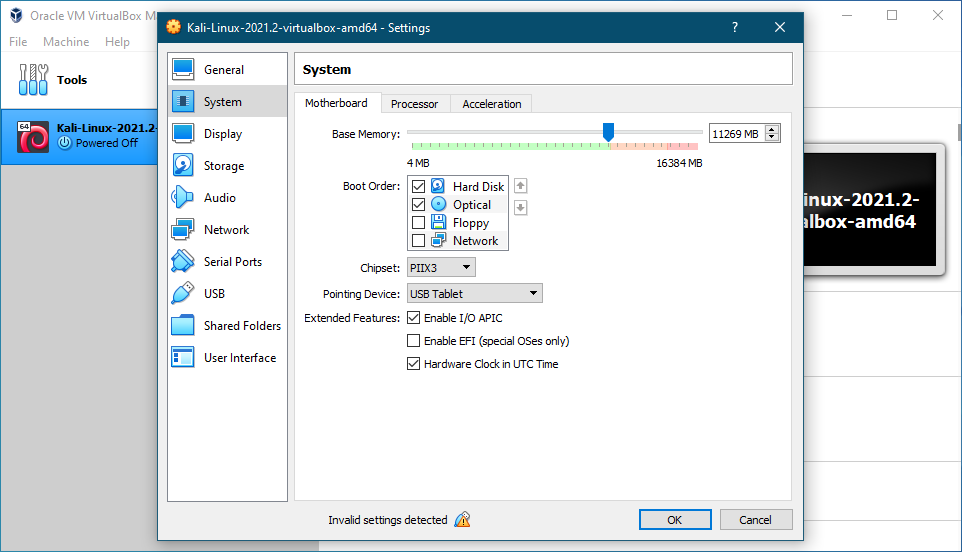 Oracle VM VirtualBox M
File Machine Help
Tools
64
Kali-Linux-2021.2-
Powered Off
inux-2021.2-
albox-amd64
Kali-Linux-2021.2-virtualbox-amd64 - Settings
?
General
System
Display
Storage
Audio
Network
Serial Ports
USB
Shared Folders
User Interface
System
Motherboard Processor Acceleration
Base Memory: 11269 MB
4 MB 16384 MB
Boot Order: Hard Disk
Optical
Floppy
Network
Chipset: PIIX3
Pointing Device: USB Tablet
Extended Features: Enable I/O APIC
Enable EFI (special OSes only)
Hardware Clock in UTC Time
Invalid settings detected OK Cancel